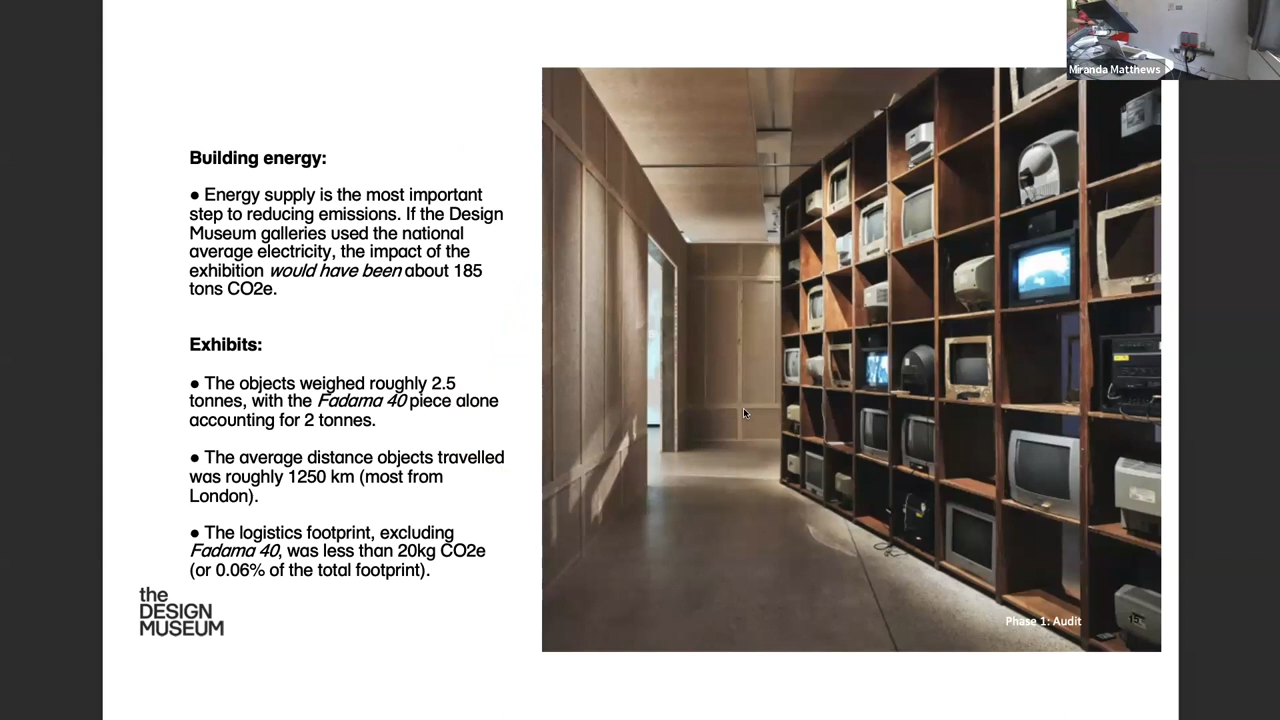 Miranda Matthews
Building energy:
● Energy supply is the most important
step to reducing emissions. If the Design
Museum galleries used the national
average electricity, the impact of the
exhibition would have been about 185
tons CO2e.
Exhibits:
● The objects weighed roughly 2.5
tonnes, with the Fadama 40 piece alone
accounting for 2 tonnes.
● The average distance objects travelled
was roughly 1250 km (most from
London).
● The logistics footprint, excluding
Fadama 40, was less than 20kg CO2e
(or 0.06% of the total footprint).
the
DESIGN
MUSEUM
Phase 1: Audit